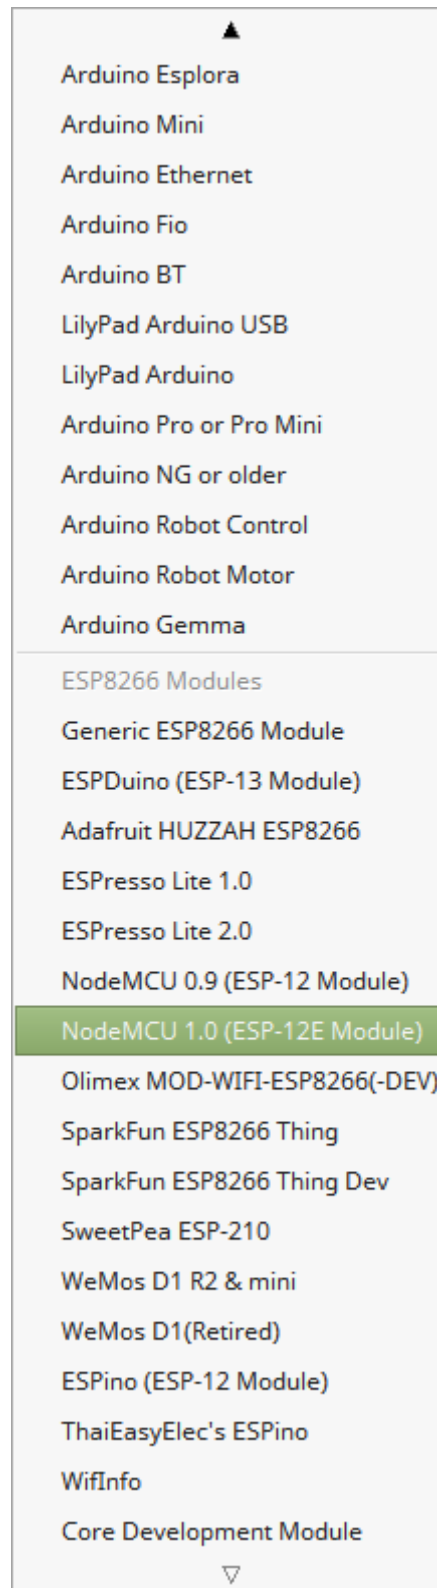 Arduino Esplora
Arduino Mini
Arduino Ethernet
Arduino Fio
Arduino BT
LilyPad Arduino USB
LilyPad Arduino
Arduino Pro or Pro Mini
Arduino NG or older
Arduino Robot Control
Arduino Robot Motor
Arduino Gemma
ESP8266 Modules
Generic ESP8266 Module
ESPDuino (ESP-13 Module)
Adafruit HUZZAH ESP8266
ESPresso Lite 1.0
ESPresso Lite 2.0
NodeMCU 0.9 (ESP-12 Module)
NodeMCU 1.0 (ESP-12E Module)
Olimex MOD-WIFI-ESP8266(-DEV)
SparkFun ESP8266 Thing
SparkFun ESP8266 Thing Dev
SweetPea ESP-210
WeMos D1 R2 & mini
WeMos D1(Retired)
ESPino (ESP-12 Module)
ThaiEasyElec's ESPino
WifInfo
Core Development Module